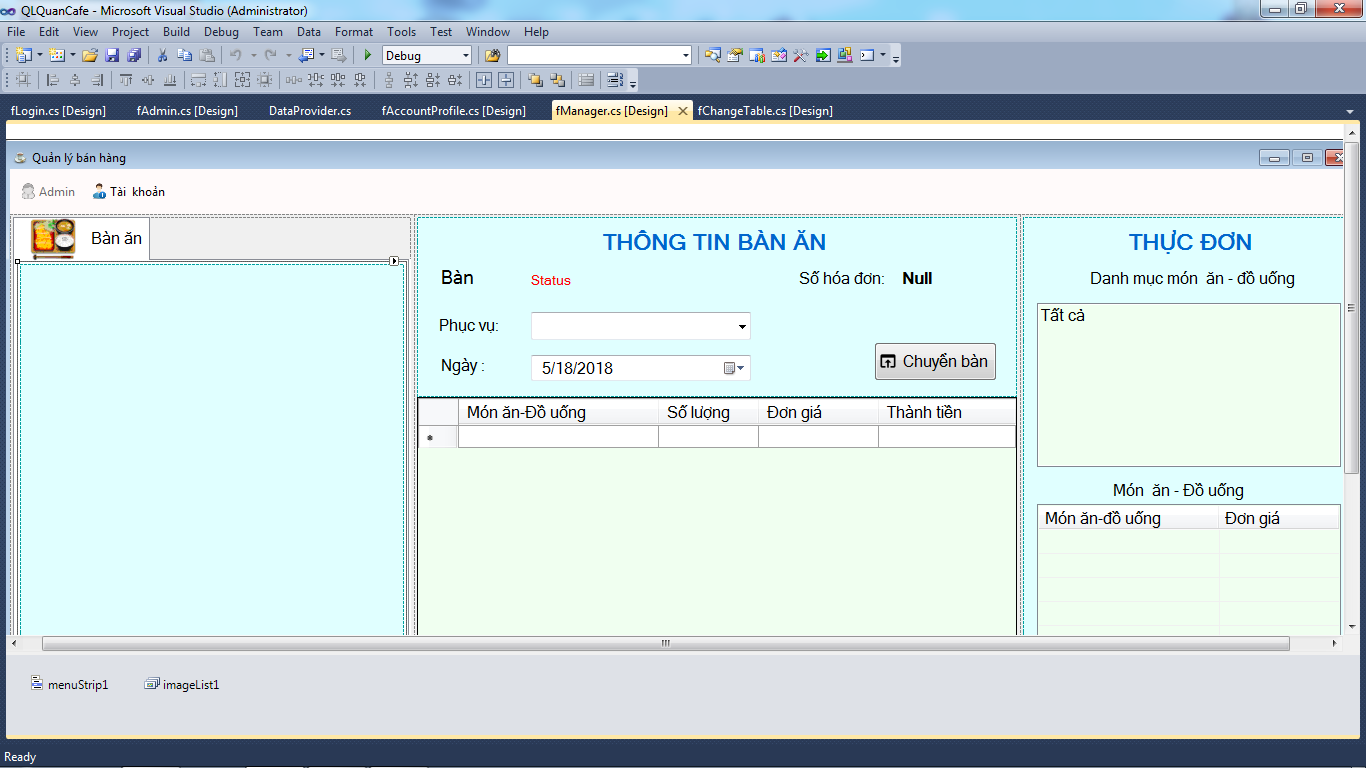 QLQuanCafe - Microsoft Visual Studio (Administrator)
File Edit View Project Build Debug Team Data Format Tools Test Window Help
Debug
fLogin.cs [Design] fAdmin.cs [Design] DataProvider.cs fAccountProfile.cs [Design] fManager.cs [Design] fChangeTable.cs [Design]
Quản lý bán hàng
Admin Tài khoản
Bàn ăn
THÔNG TIN BÀN ĂN
Bàn Status Số hóa đơn: Null
Phục vụ:
Ngày : 5/18/2018
Chuyển bàn
Món ăn-Đồ uống Số lượng Đơn giá Thành tiền
THỰC ĐƠN
Danh mục món ăn - đồ uống
Tất cả
Món ăn - Đồ uống
Món ăn-đồ uống Đơn giá
menuStrip1 imageList1
Ready